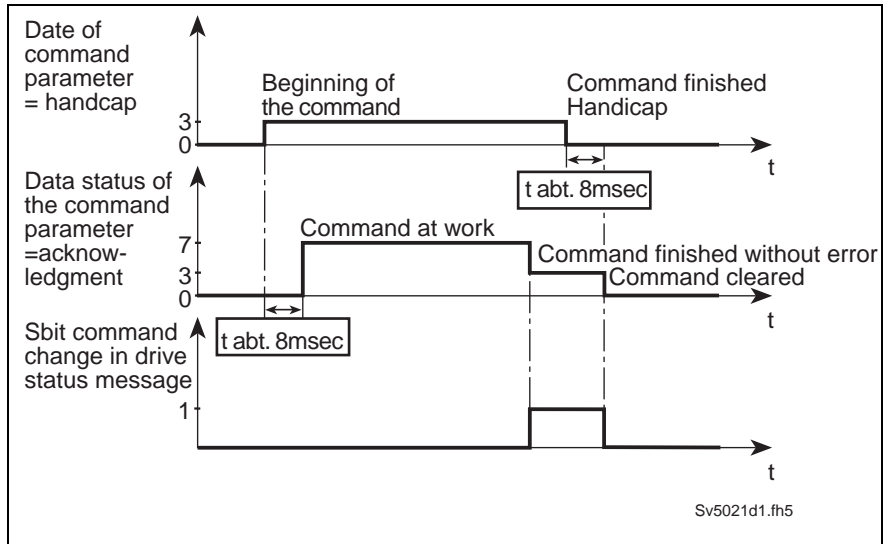 Date of
command
parameter
= handcap
Beginning of
the command
Command finished
Handicap
3
0
t
t abt. 8msec
Data status of
the command
parameter
=acknow-
ledgment
Command at work
7
3
0
Command finished without error
Command cleared
t
t abt. 8msec
Sbit command
change in drive
status message
1
t
Sv5021d1.fh5